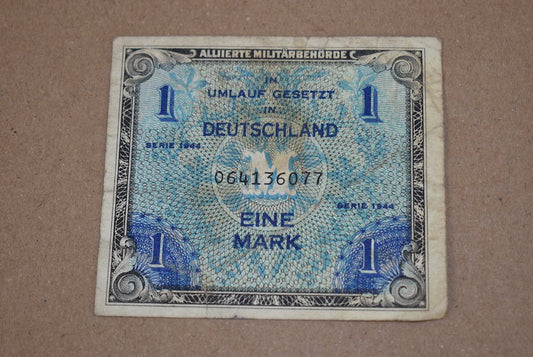 ALLIIERTE MILITÄRBEHÖRDE
IN
UMLAUF GESETZT
IN
DEUTSCHLAND
1
1
SERIE 1944
M
064136077
SERIE 1944
EINE
MARK
1
1